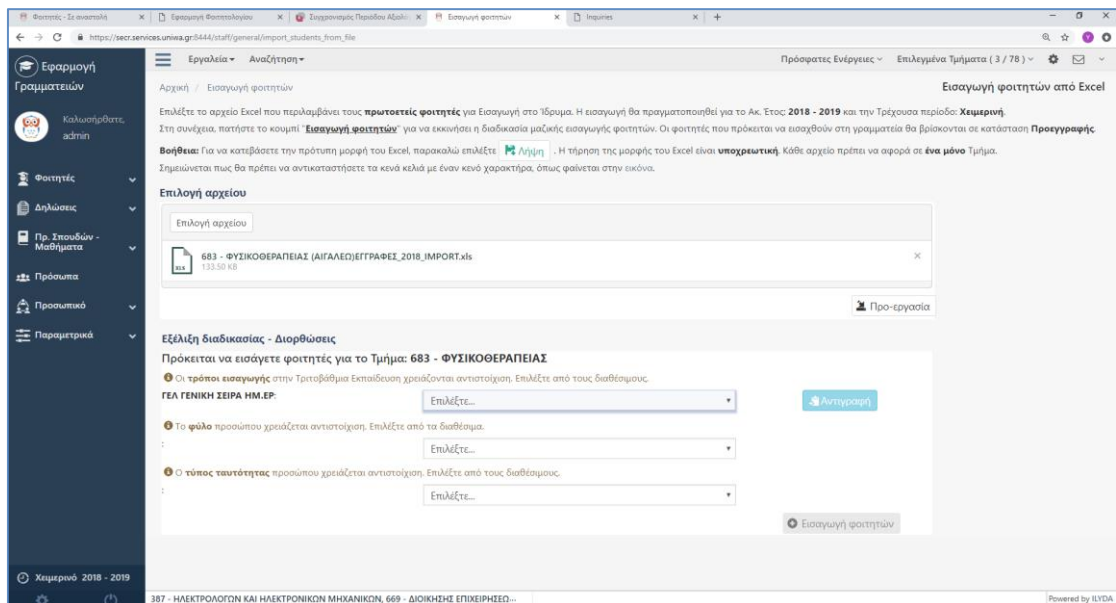 Φοιτητές - Σε αναστολή
Εφαρμογή Φοιτητολογίου
Συγχρονισμός Περιόδου Αξιολό
Εισαγωγή φοιτητών
Inquiries
https://secr.services.uniwa.gr:8444/staff/general/import_students_from_file
Εφαρμογή
Γραμματειών
Εργαλεία
Αναζήτηση
Πρόσφατες Ενέργειες
Επιλεγμένα Τμήματα ( 3 / 78 )
Καλωσήρθατε,
admin
Αρχική / Εισαγωγή φοιτητών
Εισαγωγή φοιτητών από Excel
Επιλέξτε το αρχείο Excel που περιλαμβάνει τους πρωτοετείς φοιτητές για Εισαγωγή στο Ίδρυμα. Η εισαγωγή θα πραγματοποιηθεί για το Ακ. Έτος: 2018 - 2019 και την Τρέχουσα περίοδο: Χειμερινή.
Στη συνέχεια, πατήστε το κουμπί "Εισαγωγή φοιτητών" για να εκκινήσει η διαδικασία μαζικής εισαγωγής φοιτητών. Οι φοιτητές που πρόκειται να εισαχθούν στη γραμματεία θα βρίσκονται σε κατάσταση Προεγγραφής.
Βοήθεια: Για να κατεβάσετε την πρότυπη μορφή του Excel, παρακαλώ επιλέξτε Λήψη . Η τήρηση της μορφής του Excel είναι υποχρεωτική. Κάθε αρχείο πρέπει να αφορά σε ένα μόνο Τμήμα.
Σημειώνεται πως θα πρέπει να αντικαταστήσετε τα κενά κελιά με έναν κενό χαρακτήρα, όπως φαίνεται στην εικόνα.
Φοιτητές
Δηλώσεις
Πρ. Σπουδών -
Μαθήματα
Πρόσωπα
Προσωπικό
Παραμετρικά
Επιλογή αρχείου
Επιλογή αρχείου
XLS
683 - ΦΥΣΙΚΟΘΕΡΑΠΕΙΑΣ (ΑΙΓΑΛΕΩ)ΕΓΓΡΑΦΕΣ_2018_IMPORT.xls
133.50 KB
Προ-εργασία
Εξέλιξη διαδικασίας - Διορθώσεις
Πρόκειται να εισάγετε φοιτητές για το Τμήμα: 683 - ΦΥΣΙΚΟΘΕΡΑΠΕΙΑΣ
Οι τρόποι εισαγωγής στην Τριτοβάθμια Εκπαίδευση χρειάζονται αντιστοίχιση. Επιλέξτε από τους διαθέσιμους.
ΓΕΛ ΓΕΝΙΚΗ ΣΕΙΡΑ ΗΜ.ΕΡ:
Επιλέξτε...
Αντιγραφή
Το φύλο προσώπου χρειάζεται αντιστοίχιση. Επιλέξτε από τα διαθέσιμα.
:
Επιλέξτε...
Ο τύπος ταυτότητας προσώπου χρειάζεται αντιστοίχιση. Επιλέξτε από τους διαθέσιμους.
:
Επιλέξτε...
Εισαγωγή φοιτητών
Χειμερινό 2018 - 2019
387 - ΗΛΕΚΤΡΟΛΟΓΩΝ ΚΑΙ ΗΛΕΚΤΡΟΝΙΚΩΝ ΜΗΧΑΝΙΚΩΝ, 669 - ΔΙΟΙΚΗΣΗΣ ΕΠΙΧΕΙΡΗΣΕΩ...
Powered by ILYDA